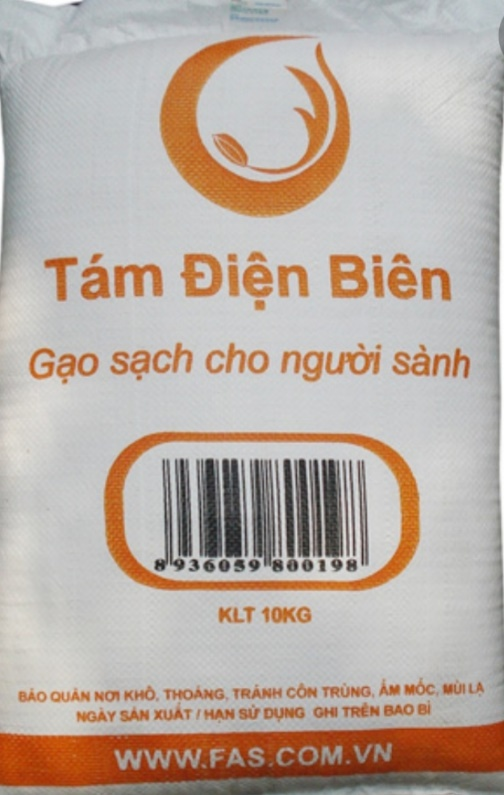 Tám Điện Biên
Gạo sạch cho người sành
8 936059 800198
KLT 10KG
BẢO QUẢN NƠI KHÔ, THOÁNG, TRÁNH CÔN TRÙNG, ẨM MỐC, MÙI LẠ
NGÀY SẢN XUẤT / HẠN SỬ DỤNG GHI TRÊN BAO BÌ
WWW.FAS.COM.VN